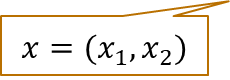 x = (x₁, x₂)